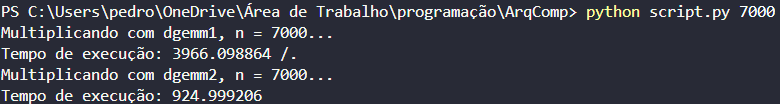 PS C:\Users\pedro\OneDrive\Área de Trabalho\programação\ArqComp> python script.py 7000
Multiplicando com dgemm1, n = 7000...
Tempo de execução: 3966.098864 /.
Multiplicando com dgemm2, n = 7000...
Tempo de execução: 924.999206